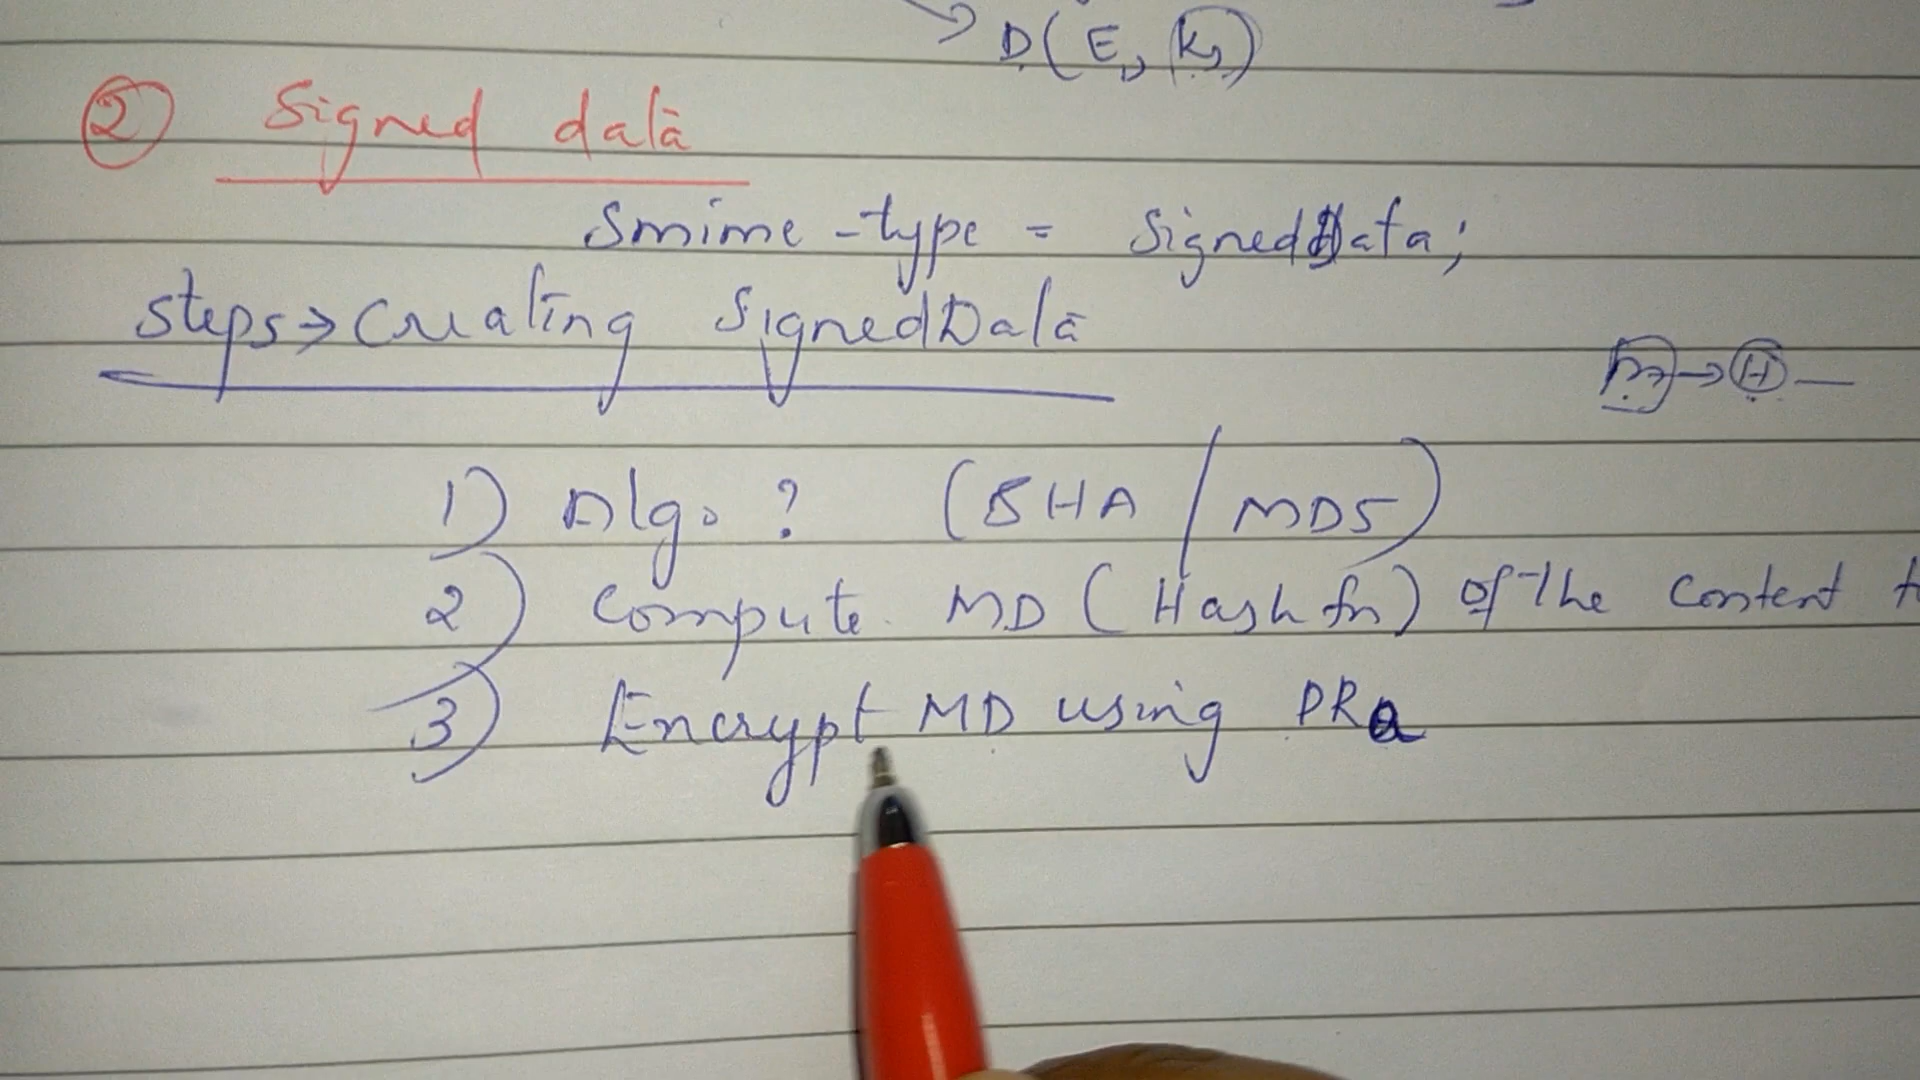 D(E, Ks)
② Signed data
Smime-type = SignedData;
Steps → Creating SignedData
m → H —
1) Algo? (SHA / MD5)
2) Compute MD (Hash fn) of the content
3) Encrypt MD using PRa